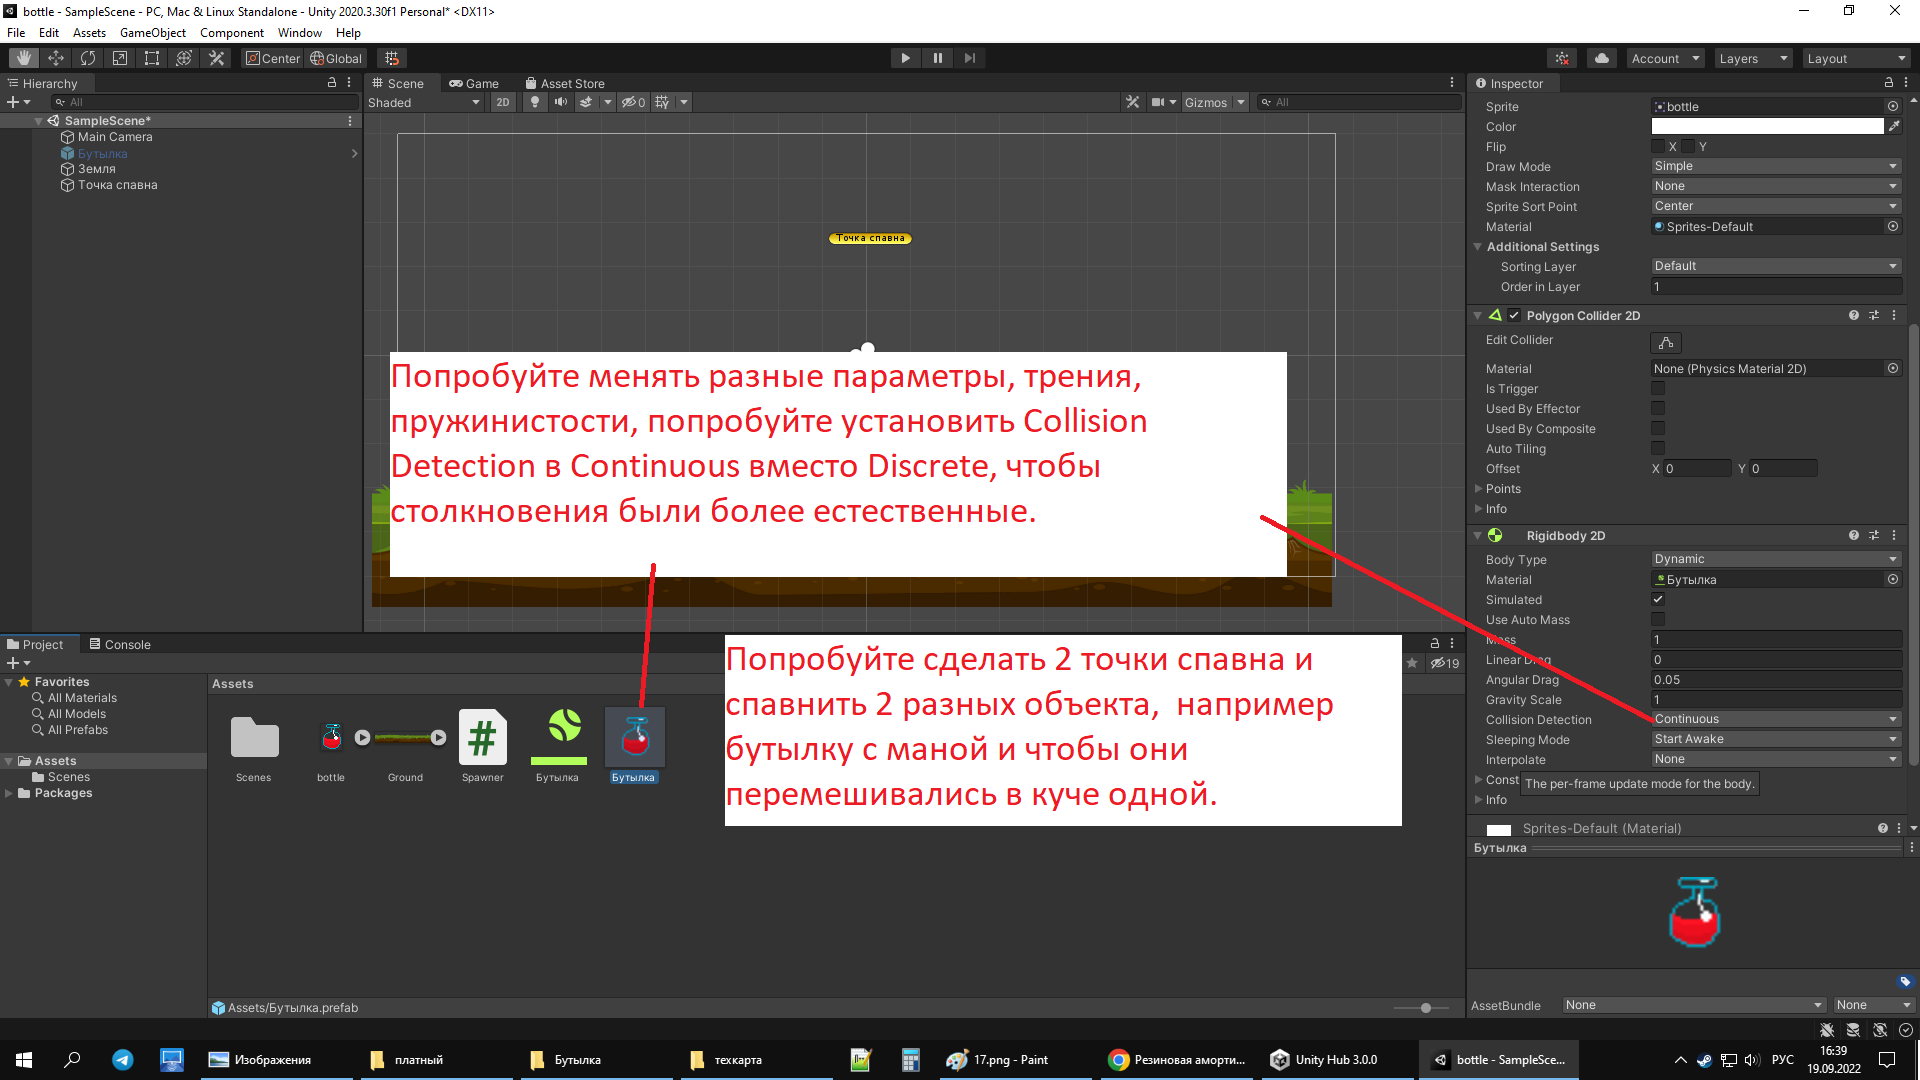 bottle - SampleScene - PC, Mac & Linux Standalone - Unity 2020.3.30f1 Personal* <DX11>
File Edit Assets GameObject Component Window Help
Center Global Account Layers Layout
Hierarchy
All
SampleScene*
Main Camera
Бутылка
Земля
Точка спавна
Scene Game Asset Store
Shaded 2D 0 Gizmos All
Точка спавна
Попробуйте менять разные параметры, трения,
пружинистости, попробуйте установить Collision
Detection в Continuous вместо Discrete, чтобы
столкновения были более естественные.
Попробуйте сделать 2 точки спавна и
спавнить 2 разных объекта, например
бутылку с маной и чтобы они
перемешивались в куче одной.
Inspector
Sprite bottle
Color
Flip X Y
Draw Mode Simple
Mask Interaction None
Sprite Sort Point Center
Material Sprites-Default
Additional Settings
Sorting Layer Default
Order in Layer 1
Polygon Collider 2D
Edit Collider
Material None (Physics Material 2D)
Is Trigger
Used By Effector
Used By Composite
Auto Tiling
Offset X 0 Y 0
Points
Info
Rigidbody 2D
Body Type Dynamic
Material Бутылка
Simulated
Use Auto Mass
Mass 1
Linear Drag 0
Angular Drag 0.05
Gravity Scale 1
Collision Detection Continuous
Sleeping Mode Start Awake
Interpolate None
Const
The per-frame update mode for the body.
Info
Sprites-Default (Material)
Бутылка
AssetBundle None None
Project Console
19
Favorites
All Materials
All Models
All Prefabs
Assets
Scenes
Packages
Assets
Scenes bottle Ground Spawner Бутылка Бутылка
Assets/Бутылка.prefab
Изображения платный Бутылка техкарта 17.png - Paint Резиновая аморти... Unity Hub 3.0.0 bottle - SampleSce... РУС
16:39
19.09.2022